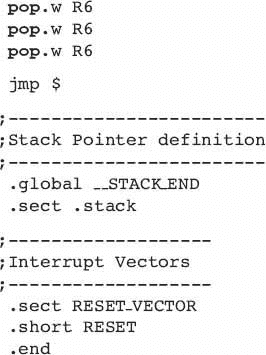 pop.w R6
pop.w R6
pop.w R6
jmp $
;--------------------------
;Stack Pointer definition
;--------------------------
.global __STACK_END
.sect .stack
;--------------------
;Interrupt Vectors
;--------------------
.sect RESET_VECTOR
.short RESET
.end